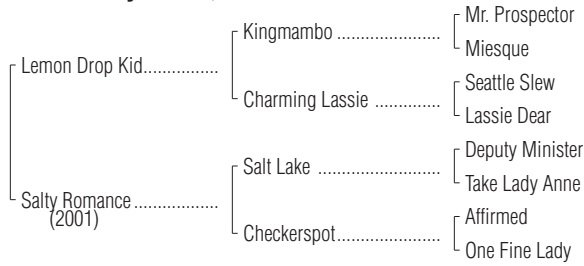 Kingmambo ..................
Mr. Prospector
Miesque
Lemon Drop Kid................
Charming Lassie ...............
Seattle Slew
Lassie Dear
Salt Lake .....................
Deputy Minister
Take Lady Anne
Salty Romance ..................
(2001)
Checkerspot.....................
Affirmed
One Fine Lady